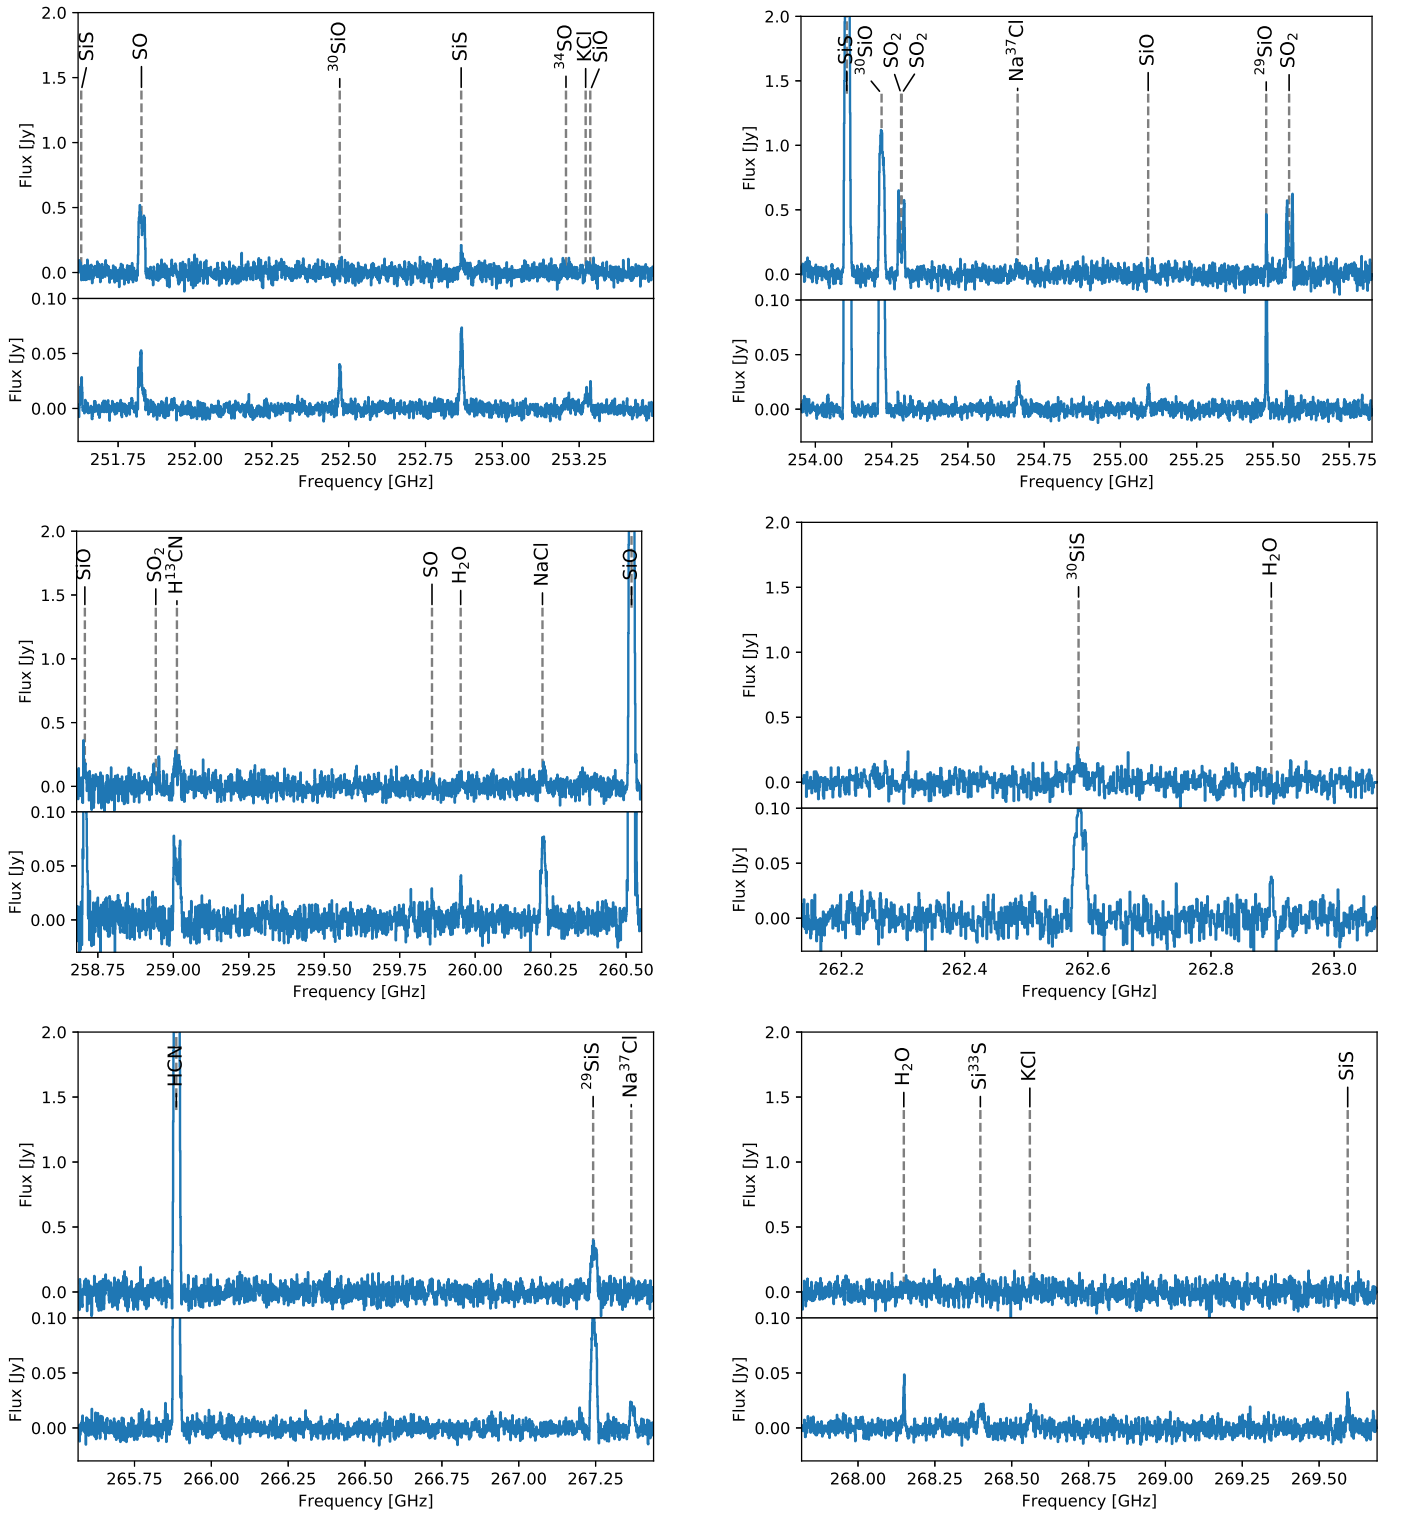 SiS SO ³⁰SiO SiS ³⁴SO KCl SiO
2.0
1.5
1.0
0.5
0.0
Flux [Jy]
0.10
0.05
0.00
Flux [Jy]
251.75 252.00 252.25 252.50 252.75 253.00 253.25
Frequency [GHz]
SiS ³⁰SiO SO₂ SO₂ Na³⁷Cl SiO ²⁹SiO SO₂
2.0
1.5
1.0
0.5
0.0
Flux [Jy]
0.10
0.05
0.00
Flux [Jy]
254.00 254.25 254.50 254.75 255.00 255.25 255.50 255.75
Frequency [GHz]
SiO SO₂ H¹³CN SO H₂O NaCl SiO
2.0
1.5
1.0
0.5
0.0
Flux [Jy]
0.10
0.05
0.00
Flux [Jy]
258.75 259.00 259.25 259.50 259.75 260.00 260.25 260.50
Frequency [GHz]
³⁰SiS H₂O
2.0
1.5
1.0
0.5
0.0
Flux [Jy]
0.10
0.05
0.00
Flux [Jy]
262.2 262.4 262.6 262.8 263.0
Frequency [GHz]
HCN ²⁹SiS Na³⁷Cl
2.0
1.5
1.0
0.5
0.0
Flux [Jy]
0.10
0.05
0.00
Flux [Jy]
265.75 266.00 266.25 266.50 266.75 267.00 267.25
Frequency [GHz]
H₂O Si³³S KCl SiS
2.0
1.5
1.0
0.5
0.0
Flux [Jy]
0.10
0.05
0.00
Flux [Jy]
268.00 268.25 268.50 268.75 269.00 269.25 269.50
Frequency [GHz]